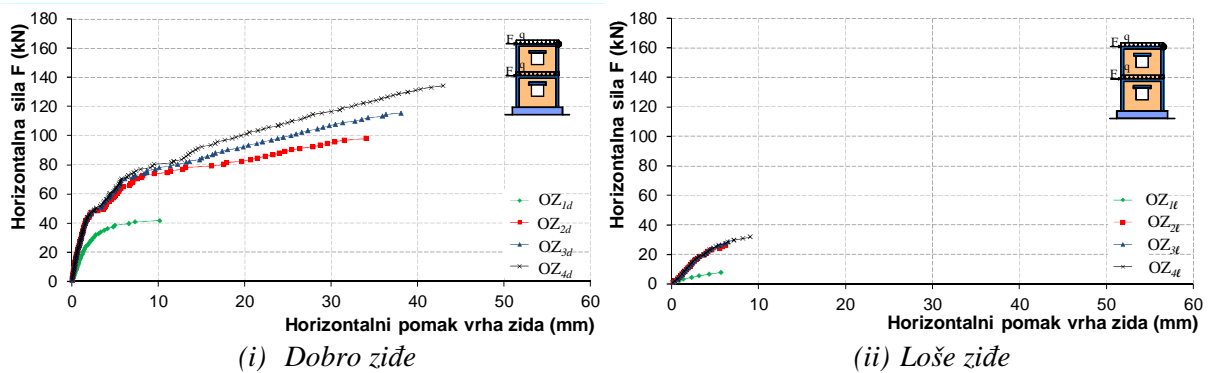 Horizontalna sila F (kN)
180
160
140
120
100
80
60
40
20
0
0 10 20 30 40 50 60
Horizontalni pomak vrha zida (mm)
F q
F q
OZ1d
OZ2d
OZ3d
OZ4d
(i) Dobro ziđe
Horizontalna sila F (kN)
180
160
140
120
100
80
60
40
20
0
0 10 20 30 40 50 60
Horizontalni pomak vrha zida (mm)
F q
F q
OZ1ℓ
OZ2ℓ
OZ3ℓ
OZ4ℓ
(ii) Loše ziđe